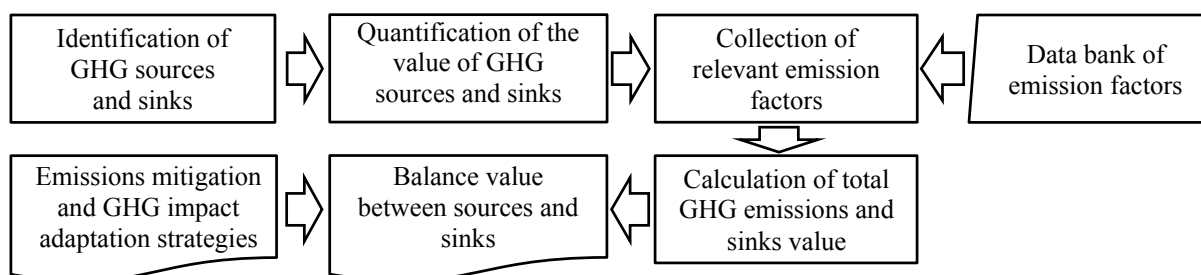 Identification of
GHG sources
and sinks
Quantification of the
value of GHG
sources and sinks
Collection of
relevant emission
factors
Data bank of
emission factors
Emissions mitigation
and GHG impact
adaptation strategies
Balance value
between sources and
sinks
Calculation of total
GHG emissions and
sinks value